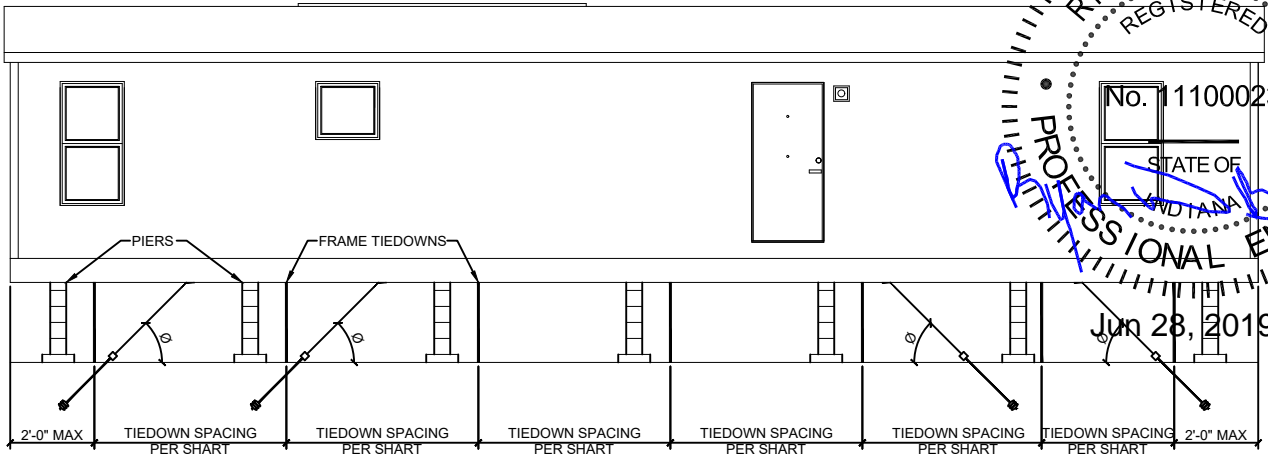 REGISTERED
No. 1110002
STATE OF
INDIANA
PROFESSIONAL
Jun 28, 2019
PIERS
FRAME TIEDOWNS
Ø
Ø
Ø
Ø
2'-0" MAX
TIEDOWN SPACING
PER SHART
TIEDOWN SPACING
PER SHART
TIEDOWN SPACING
PER SHART
TIEDOWN SPACING
PER SHART
TIEDOWN SPACING
PER SHART
TIEDOWN SPACING
PER SHART
2'-0" MAX